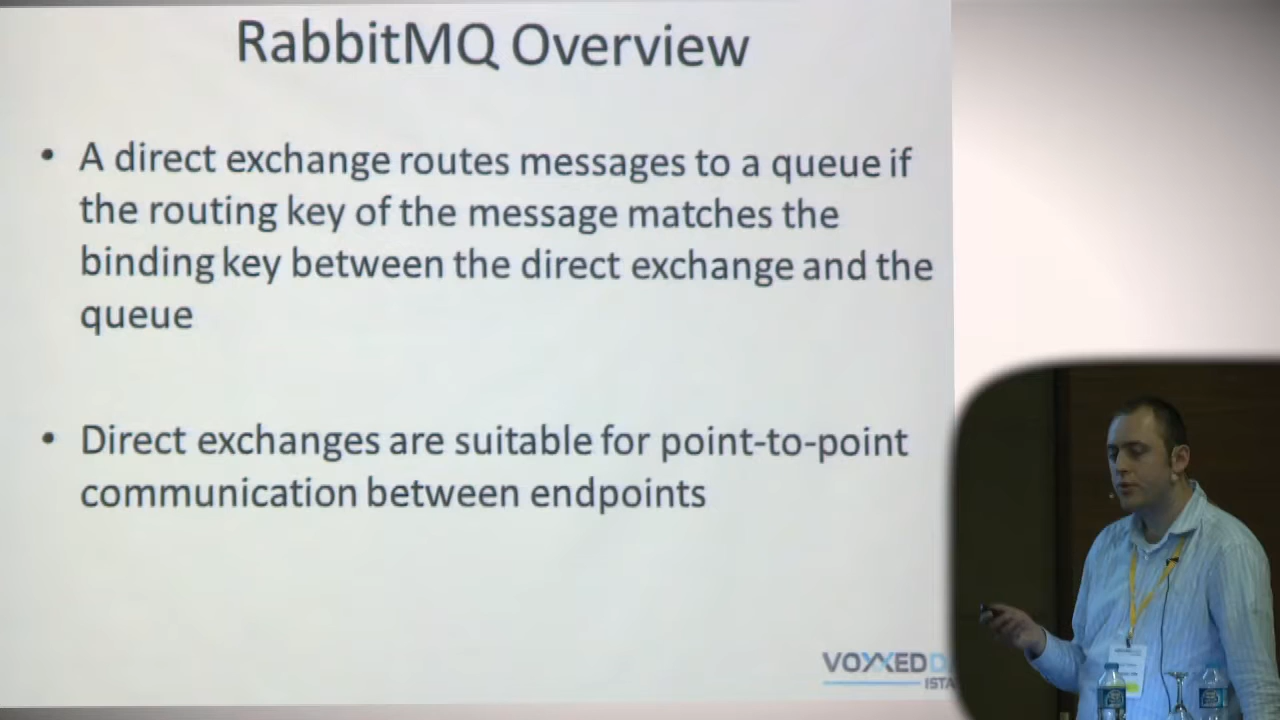 RabbitMQ Overview
• A direct exchange routes messages to a queue if
the routing key of the message matches the
binding key between the direct exchange and the
queue
• Direct exchanges are suitable for point-to-point
communication between endpoints
VOXXED D
ISTA